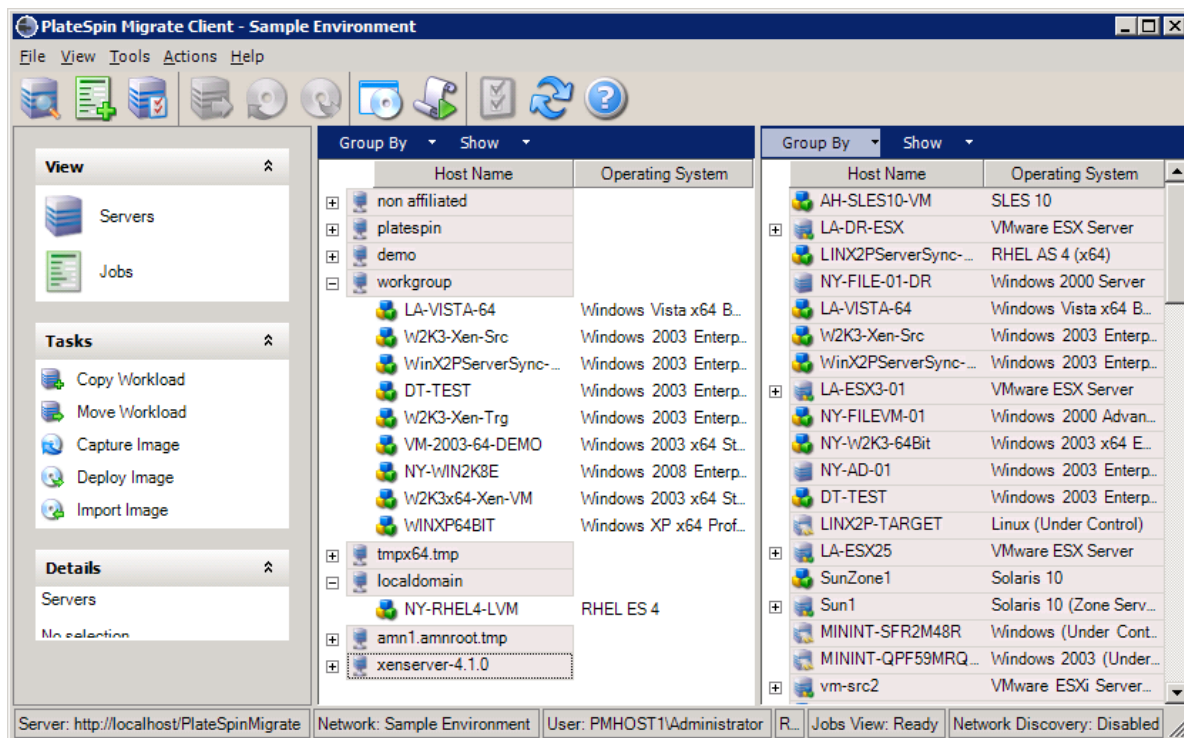 PlateSpin Migrate Client - Sample Environment
File View Tools Actions Help
View
Servers
Jobs
Tasks
Copy Workload
Move Workload
Capture Image
Deploy Image
Import Image
Details
Servers
No selection
Group By Show
Host Name Operating System
non affiliated
platespin
demo
workgroup
LA-VISTA-64 Windows Vista x64 B...
W2K3-Xen-Src Windows 2003 Enterp...
WinX2PServerSync-... Windows 2003 Enterp...
DT-TEST Windows 2003 Enterp...
W2K3-Xen-Trg Windows 2003 Enterp...
VM-2003-64-DEMO Windows 2003 x64 St...
NY-WIN2K8E Windows 2008 Enterp...
W2K3x64-Xen-VM Windows 2003 x64 St...
WINXP64BIT Windows XP x64 Prof...
tmpx64.tmp
localdomain
NY-RHEL4-LVM RHEL ES 4
amn1.amnroot.tmp
xenserver-4.1.0
Group By Show
Host Name Operating System
AH-SLES10-VM SLES 10
LA-DR-ESX VMware ESX Server
LINX2PServerSync-... RHEL AS 4 (x64)
NY-FILE-01-DR Windows 2000 Server
LA-VISTA-64 Windows Vista x64 B...
W2K3-Xen-Src Windows 2003 Enterp...
WinX2PServerSync-... Windows 2003 Enterp...
LA-ESX3-01 VMware ESX Server
NY-FILEVM-01 Windows 2000 Advan...
NY-W2K3-64Bit Windows 2003 x64 E...
NY-AD-01 Windows 2003 Enterp...
DT-TEST Windows 2003 Enterp...
LINX2P-TARGET Linux (Under Control)
LA-ESX25 VMware ESX Server
SunZone1 Solaris 10
Sun1 Solaris 10 (Zone Serv...
MININT-SFR2M48R Windows (Under Cont...
MININT-QPF59MRQ... Windows 2003 (Under...
vm-src2 VMware ESXi Server...
Server: http://localhost/PlateSpinMigrate Network: Sample Environment User: PMHOST1\Administrator R... Jobs View: Ready Network Discovery: Disabled